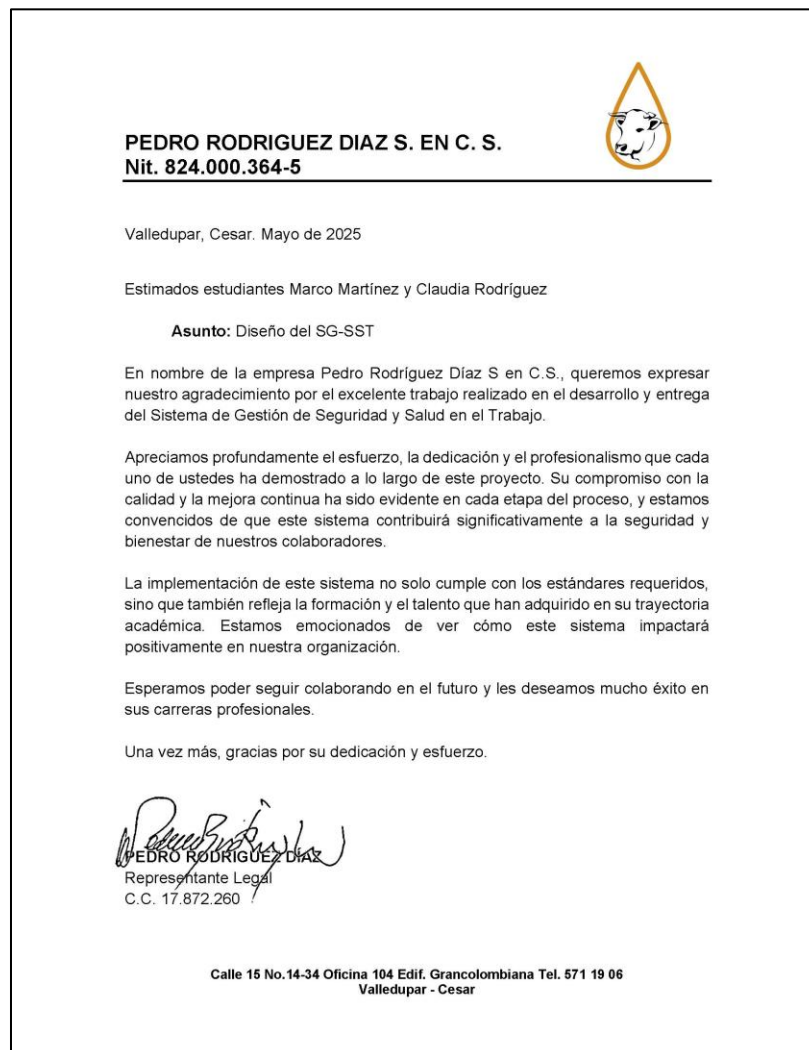 PEDRO RODRIGUEZ DIAZ S. EN C. S.
Nit. 824.000.364-5
Valledupar, Cesar. Mayo de 2025
Estimados estudiantes Marco Martínez y Claudia Rodríguez
Asunto: Diseño del SG-SST
En nombre de la empresa Pedro Rodríguez Díaz S en C.S., queremos expresar
nuestro agradecimiento por el excelente trabajo realizado en el desarrollo y entrega
del Sistema de Gestión de Seguridad y Salud en el Trabajo.
Apreciamos profundamente el esfuerzo, la dedicación y el profesionalismo que cada
uno de ustedes ha demostrado a lo largo de este proyecto. Su compromiso con la
calidad y la mejora continua ha sido evidente en cada etapa del proceso, y estamos
convencidos de que este sistema contribuirá significativamente a la seguridad y
bienestar de nuestros colaboradores.
La implementación de este sistema no solo cumple con los estándares requeridos,
sino que también refleja la formación y el talento que han adquirido en su trayectoria
académica. Estamos emocionados de ver cómo este sistema impactará
positivamente en nuestra organización.
Esperamos poder seguir colaborando en el futuro y les deseamos mucho éxito en
sus carreras profesionales.
Una vez más, gracias por su dedicación y esfuerzo.
PEDRO RODRIGUEZ DÍAZ
Representante Legal
C.C. 17.872.260
Calle 15 No.14-34 Oficina 104 Edif. Grancolombiana Tel. 571 19 06
Valledupar - Cesar